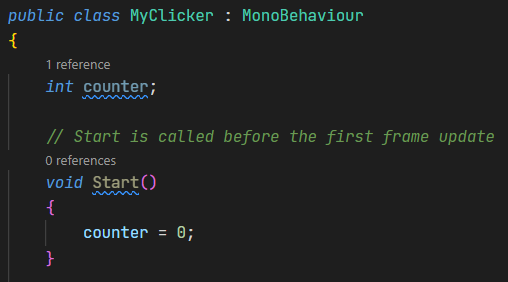 public class MyClicker : MonoBehaviour
{
1 reference
int counter;
// Start is called before the first frame update
0 references
void Start()
{
counter = 0;
}